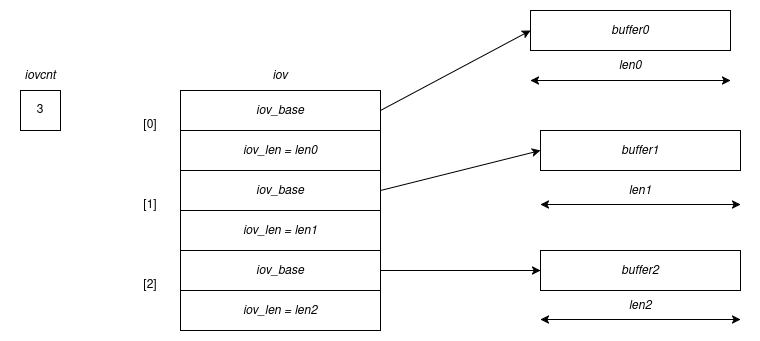 iovcnt
3
iov
[0]
iov_base
iov_len = len0
[1]
iov_base
iov_len = len1
[2]
iov_base
iov_len = len2
buffer0
len0
buffer1
len1
buffer2
len2